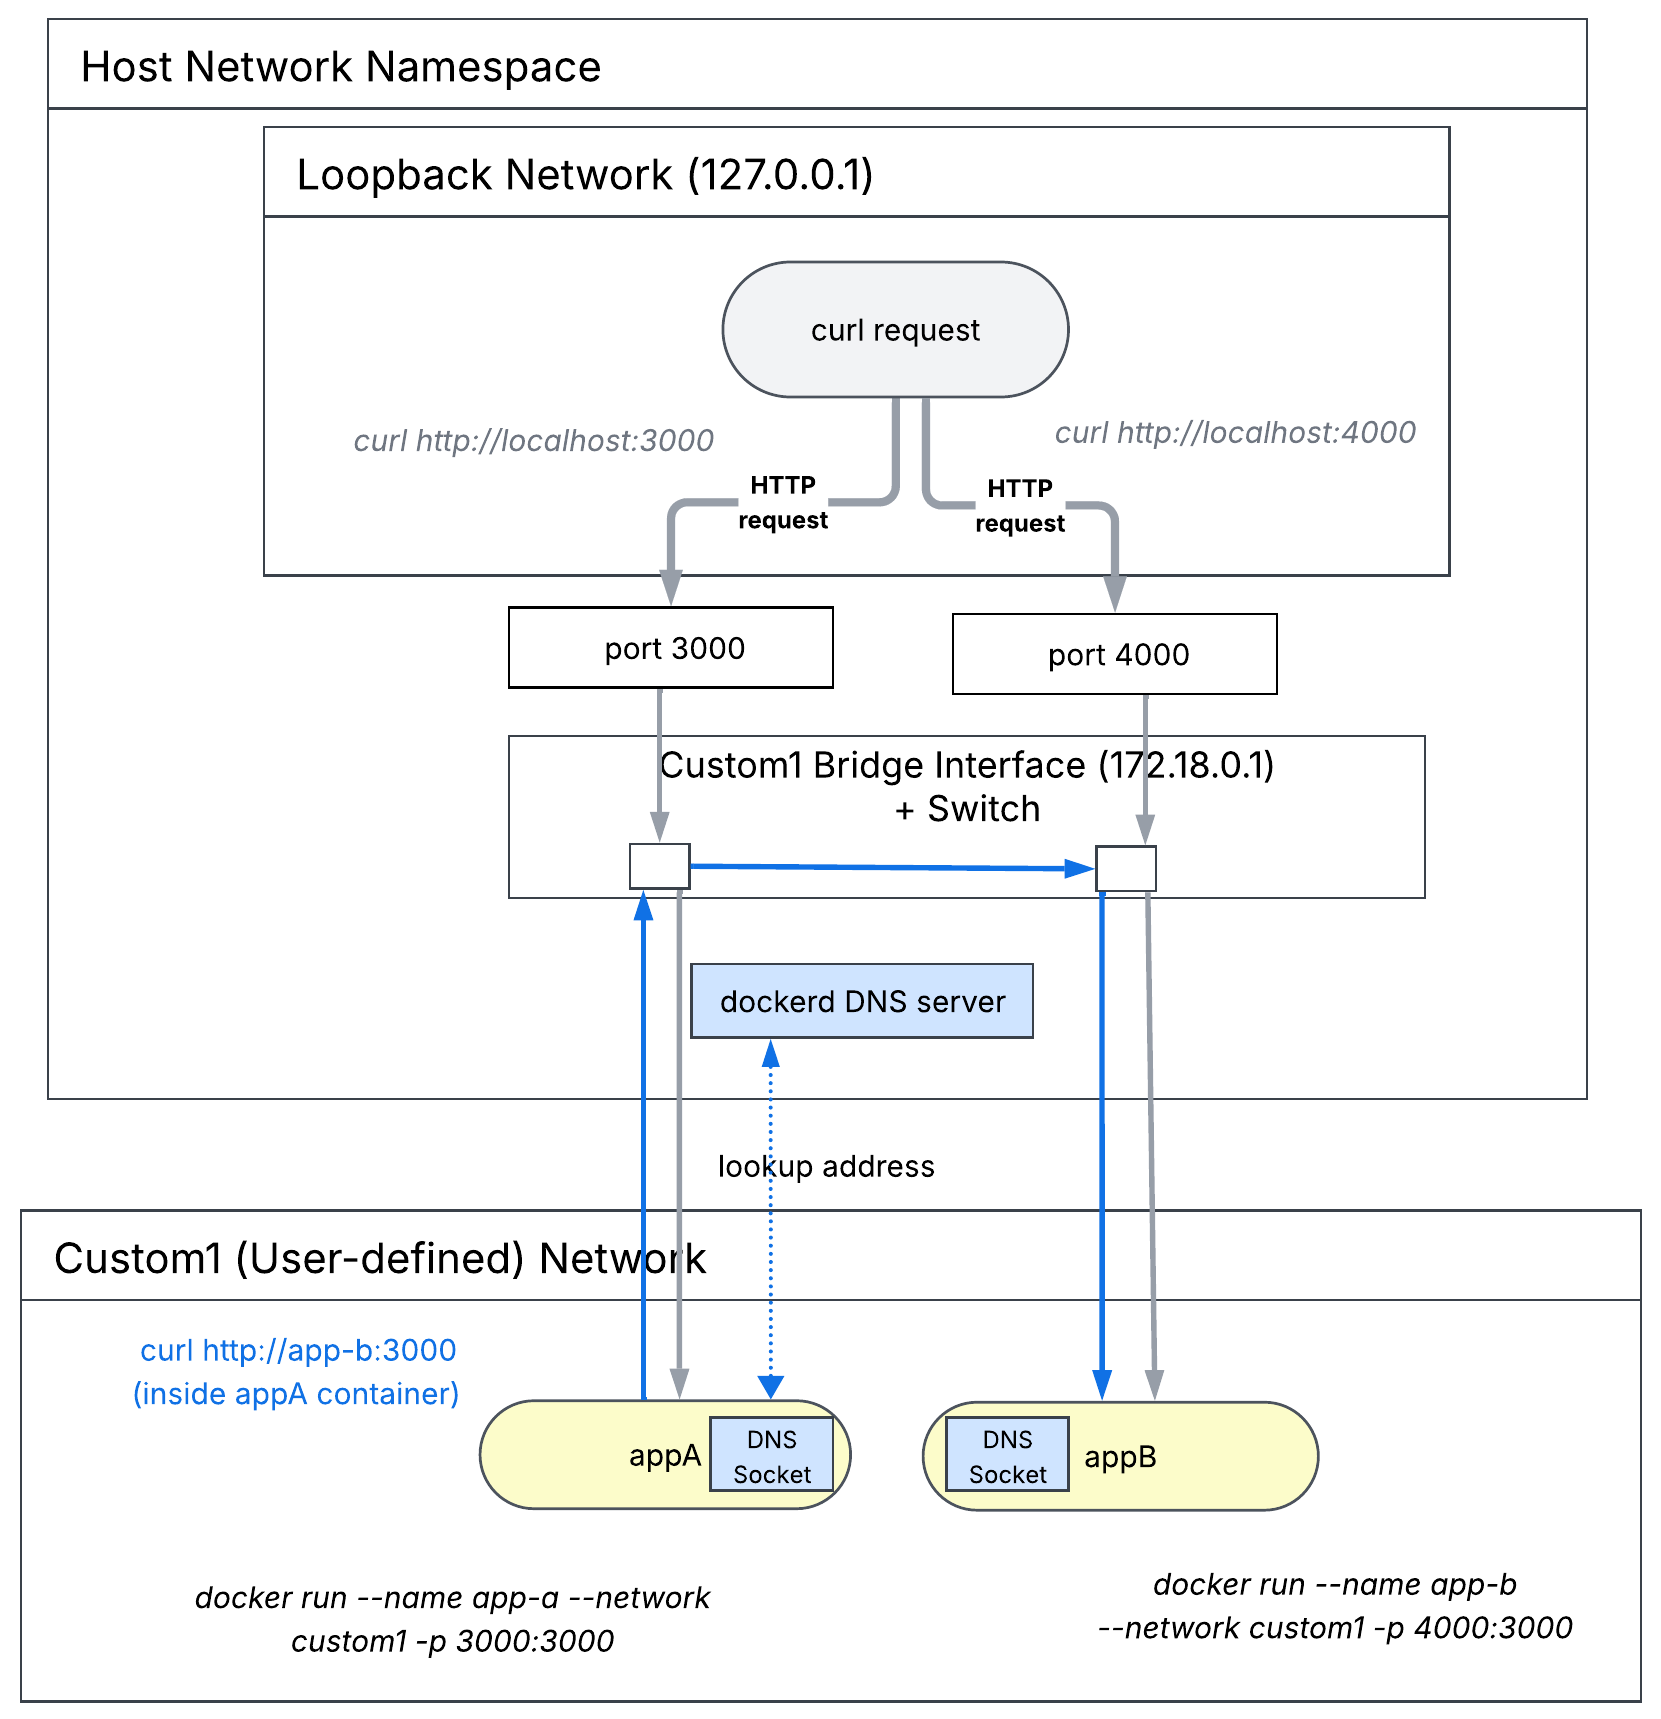 Host Network Namespace
Loopback Network (127.0.0.1)
curl request
curl http://localhost:3000
curl http://localhost:4000
HTTP
request
HTTP
request
port 3000
port 4000
Custom1 Bridge Interface (172.18.0.1)
+ Switch
dockerd DNS server
lookup address
Custom1 (User-defined) Network
curl http://app-b:3000
(inside appA container)
appA
DNS
Socket
DNS
Socket
appB
docker run --name app-a --network
custom1 -p 3000:3000
docker run --name app-b
--network custom1 -p 4000:3000